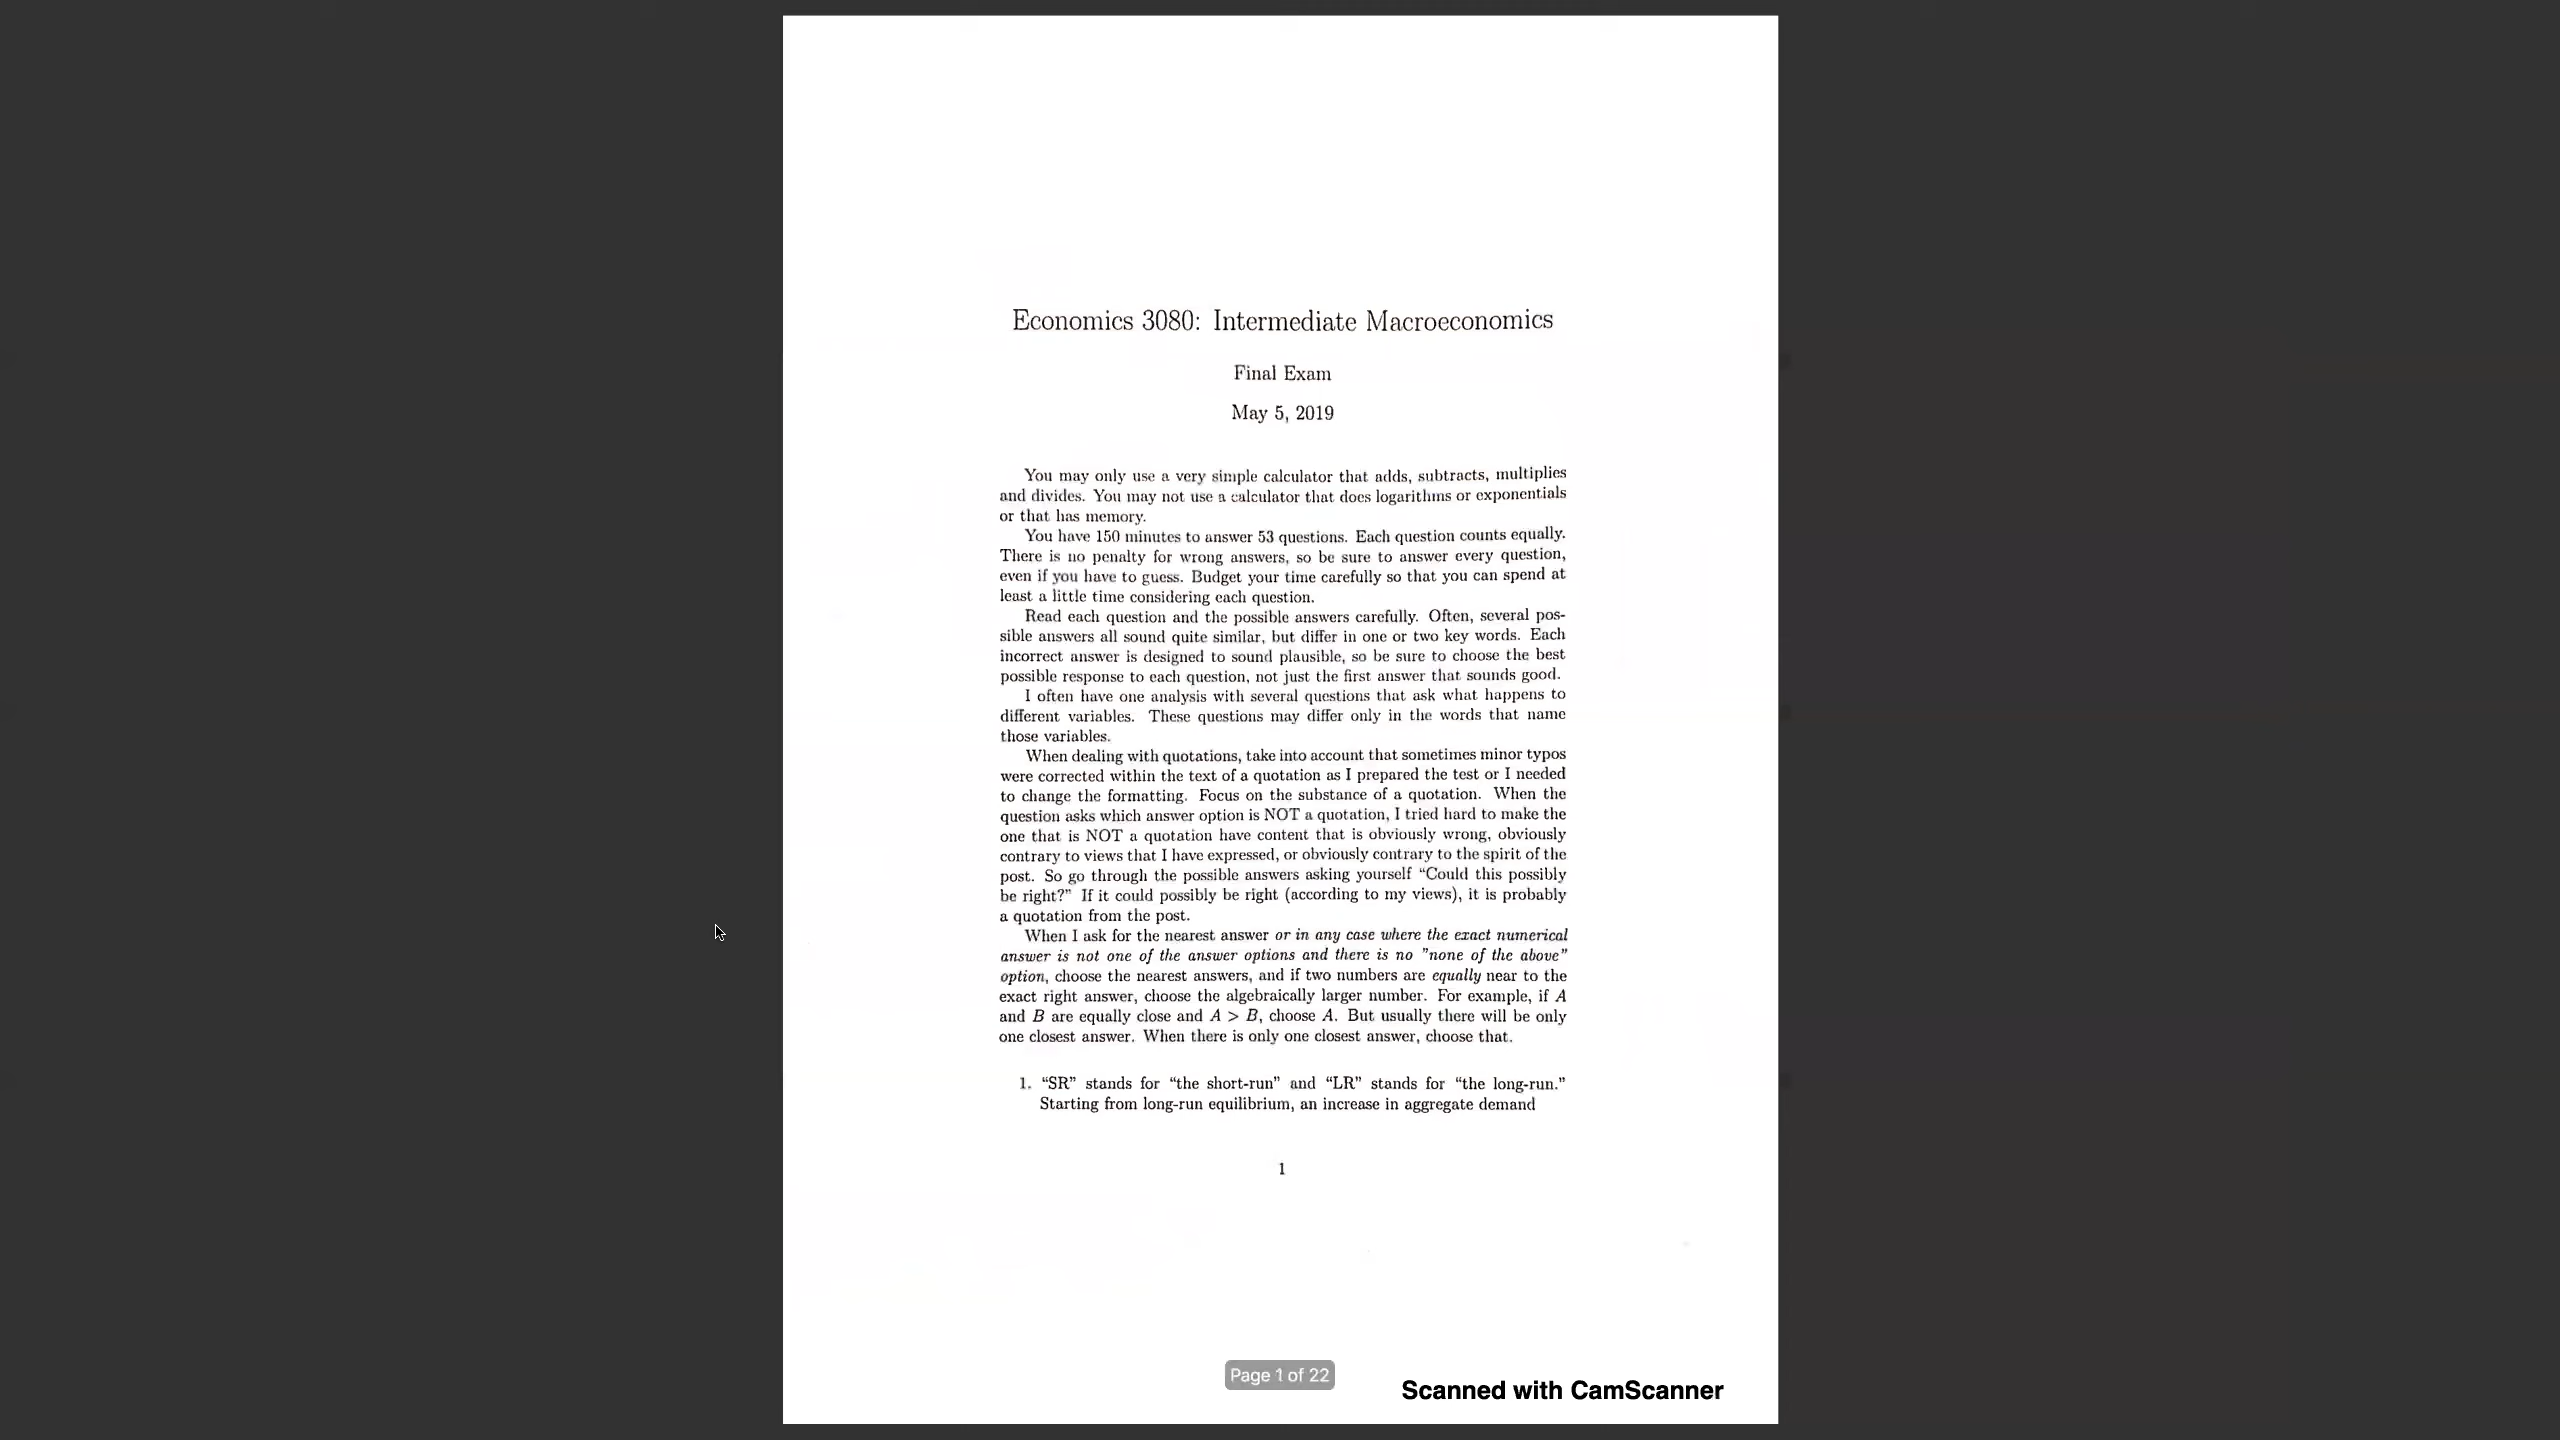 Economics 3080: Intermediate Macroeconomics
Final Exam
May 5, 2019
You may only use a very simple calculator that adds, subtracts, multiplies
and divides. You may not use a calculator that does logarithms or exponentials
or that has memory.
You have 150 minutes to answer 53 questions. Each question counts equally.
There is no penalty for wrong answers, so be sure to answer every question,
even if you have to guess. Budget your time carefully so that you can spend at
least a little time considering each question.
Read each question and the possible answers carefully. Often, several pos-
sible answers all sound quite similar, but differ in one or two key words. Each
incorrect answer is designed to sound plausible, so be sure to choose the best
possible response to each question, not just the first answer that sounds good.
I often have one analysis with several questions that ask what happens to
different variables. These questions may differ only in the words that name
those variables.
When dealing with quotations, take into account that sometimes minor typos
were corrected within the text of a quotation as I prepared the test or I needed
to change the formatting. Focus on the substance of a quotation. When the
question asks which answer option is NOT a quotation, I tried hard to make the
one that is NOT a quotation have content that is obviously wrong, obviously
contrary to views that I have expressed, or obviously contrary to the spirit of the
post. So go through the possible answers asking yourself “Could this possibly
be right?” If it could possibly be right (according to my views), it is probably
a quotation from the post.
When I ask for the nearest answer or in any case where the exact numerical
answer is not one of the answer options and there is no "none of the above"
option, choose the nearest answers, and if two numbers are equally near to the
exact right answer, choose the algebraically larger number. For example, if A
and B are equally close and A > B, choose A. But usually there will be only
one closest answer. When there is only one closest answer, choose that.
1. “SR” stands for “the short-run” and “LR” stands for “the long-run.”
Starting from long-run equilibrium, an increase in aggregate demand
1
Page 1 of 22
Scanned with CamScanner